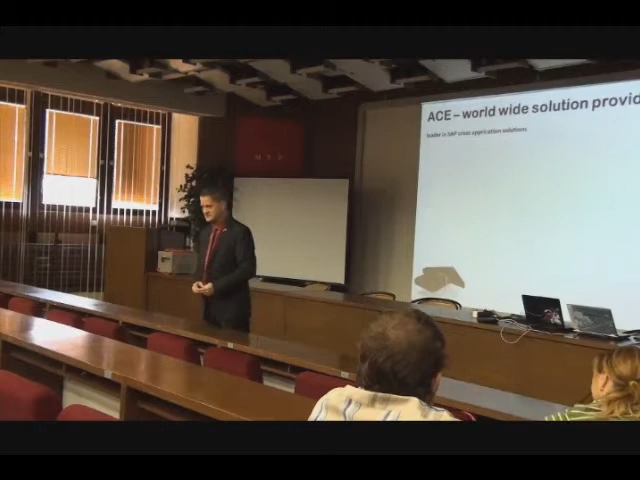 ACE – world wide solution provid
leader in SAP cross application solutions